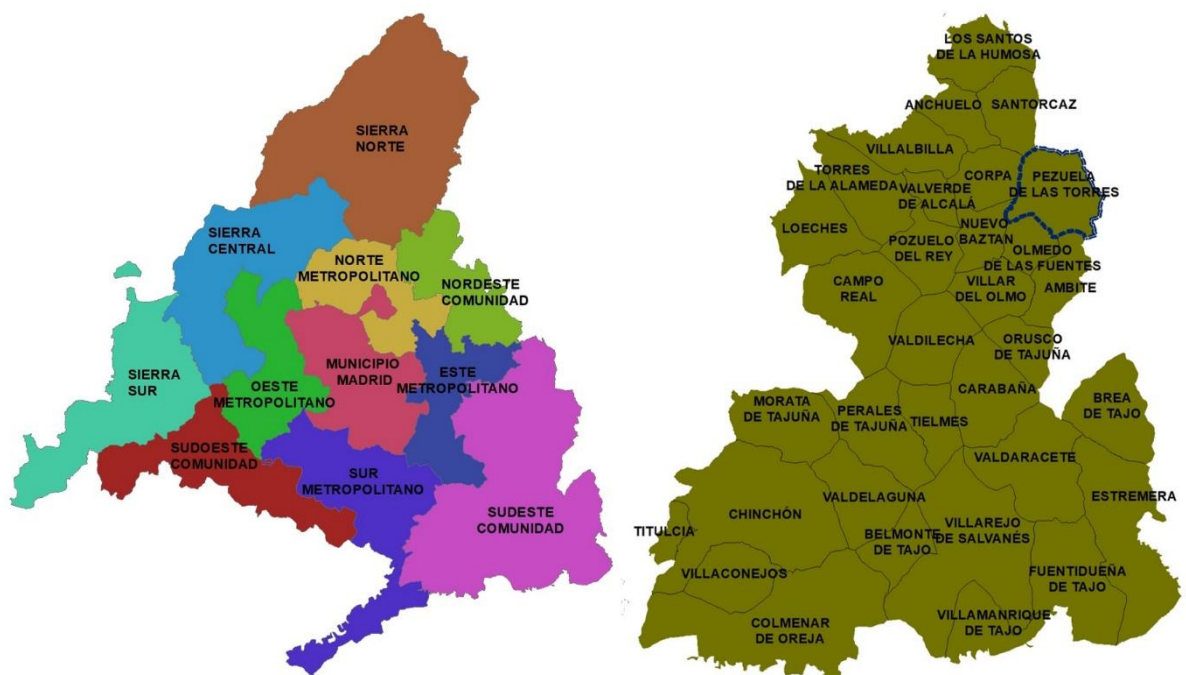 SIERRA
NORTE
SIERRA
CENTRAL
NORTE
METROPOLITANO
NORDESTE
COMUNIDAD
SIERRA
SUR
OESTE
METROPOLITANO
MUNICIPIO
MADRID
ESTE
METROPOLITANO
SUDOESTE
COMUNIDAD
SUR
METROPOLITANO
SUDESTE
COMUNIDAD
LOS SANTOS
DE LA HUMOSA
ANCHUELO
SANTORCAZ
VILLALBILLA
TORRES
DE LA ALAMEDA
VALVERDE
DE ALCALÁ
CORPA
PEZUELA
DE LAS TORRES
LOECHES
POZUELO
DEL REY
NUEVO
BAZTAN
OLMEDO
DE LAS FUENTES
CAMPO
REAL
VILLAR
DEL OLMO
AMBITE
VALDILECHA
ORUSCO
DE TAJUÑA
CARABAÑA
BREA
DE TAJO
MORATA
DE TAJUÑA
PERALES
DE TAJUÑA
TIELMES
VALDARACETE
ESTREMERA
CHINCHÓN
VALDELAGUNA
TITULCIA
BELMONTE
DE TAJO
VILLAREJO
DE SALVANÉS
VILLACONEJOS
FUENTIDUEÑA
DE TAJO
COLMENAR
DE OREJA
VILLAMANRIQUE
DE TAJO